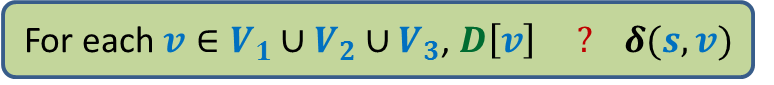 For each v ∈ V₁ ∪ V₂ ∪ V₃, D[v] ? δ(s, v)